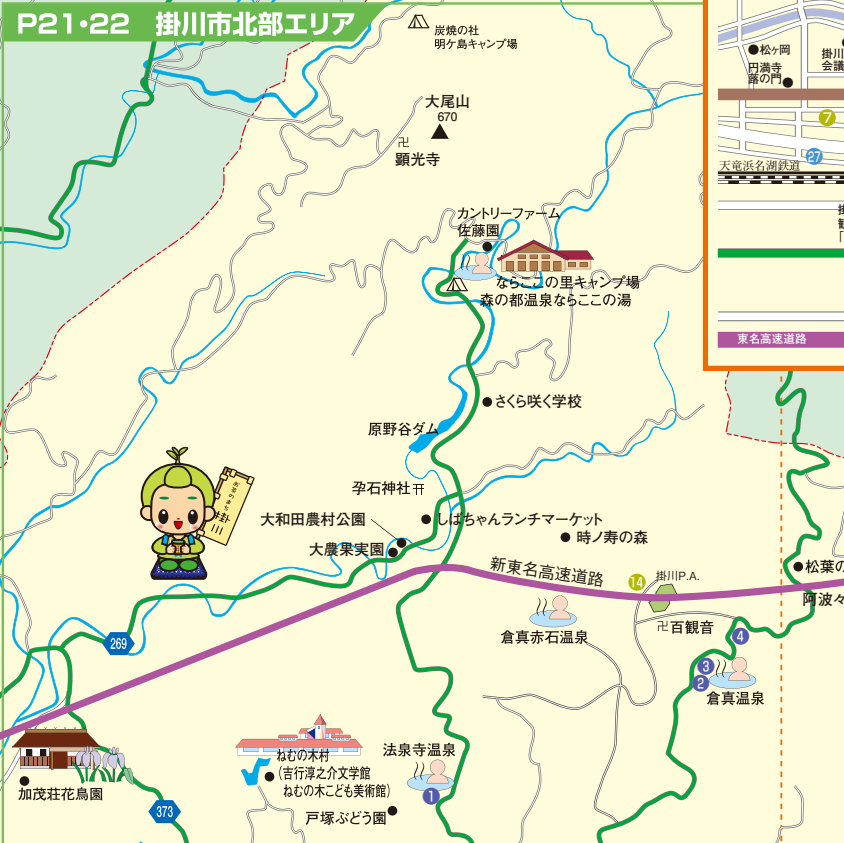 P21・22　掛川市北部エリア
炭焼の杜
明ケ島キャンプ場
大尾山
670
卍
顕光寺
カントリーファーム
佐藤園
ならここの里キャンプ場
森の都温泉ならここの湯
さくら咲く学校
原野谷ダム
孕石神社
大和田農村公園
しばちゃんランチマーケット
大農果実園
時ノ寿の森
お茶のまち
掛川
新東名高速道路
14
掛川P.A.
松葉の
阿波々
倉真赤石温泉
卍百観音
4
3
2
倉真温泉
269
加茂荘花鳥園
373
ねむの木村
(吉行淳之介文学館
ねむの木こども美術館)
戸塚ぶどう園
法泉寺温泉
1
松ヶ岡
円満寺
蕗の門
掛川
会議
7
27
天竜浜名湖鉄道
掛
「
東名高速道路